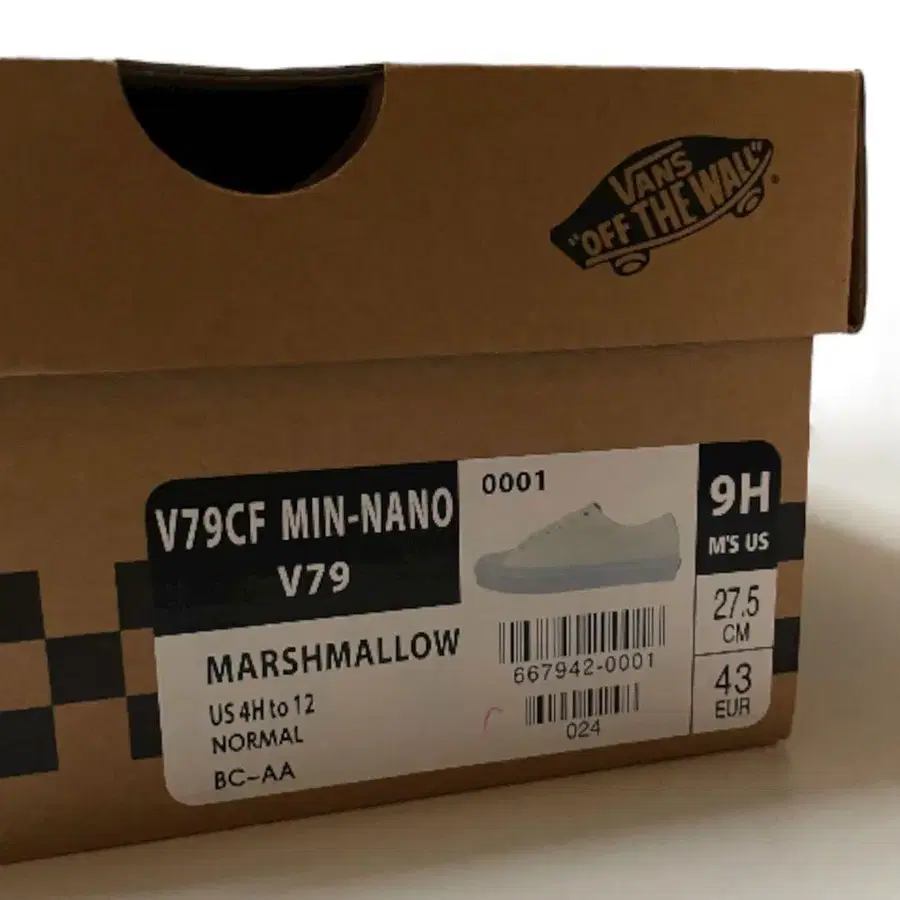 VANS
"OFF THE WALL"
V79CF MIN-NANO
V79
0001
9H
M'S US
27.5
CM
43
EUR
MARSHMALLOW
US 4H to 12
NORMAL
BC~AA
667942-0001
024